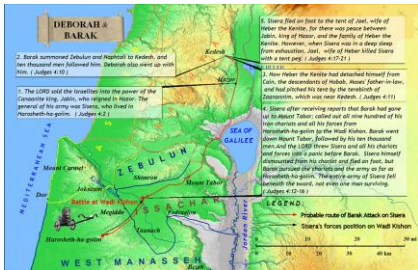 DEBORAH
&
BARAK
2. Barak summoned Zebulun and Naphtali to Kedesh, and
ten thousand men followed him. Deborah also went up with
him. ( Judges 4:10 )
1. The LORD sold the Israelites into the power of the
Canaanite king, Jabin, who reigned in Hazor. The
general of his army was Sisera, who lived in
Harosheth-ha-goiim. ( Judges 4:2 )
5. Sisera fled on foot to the tent of Jael, wife of
Heber the Kenite, for there was peace between
Jabin, king of Hazor, and the family of Heber the
Kenite. However, when Sisera was in a deep
sleep from exhaustion, Jael, wife of Heber killed Sisera
with a tent peg. ( Judges 4:17-21 )
3. Now Heber the Kenite had detached himself from
Cain, the descendants of Hobab, Moses' father-in-law,
and had pitched his tent by the terebinth of
Zaanannim, which was near Kedesh. ( Judges 4:11)
4. Sisera after receiving reports that Barak had gone
up to Mount Tabor; called out all nine hundred of his
iron chariots and all his forces from
Harosheth-ha-goiim to the Wadi Kishon. Barak went
down Mount Tabor, followed by his ten thousand
men.And the LORD threw Sisera and all his chariots
and forces into a panic before Barak. Sisera himself
dismounted from his chariot and fled on foot, but
Barak pursued the chariots and the army as far as
Harosheth-ha-goiim. The entire army of Sisera fell
beneath the sword, not even one man surviving.
( Judges 4:12-16 )
Kedesh
Hazor
SEA OF
GALILEE
MEDITERRANEAN SEA
ZEBULUN
Mount Carmel
Shimron
Dor
Jokneam
Mount Tabor
Battle at Wadi Kishon
ISSACHAR
Megiddo
Taanach
Harosheth-ha-goiim
WEST MANASSEH
Jordan River
LEGEND:
Probable route of Barak Attack on Sisera
Sisera's forces position on Wadi Kishon